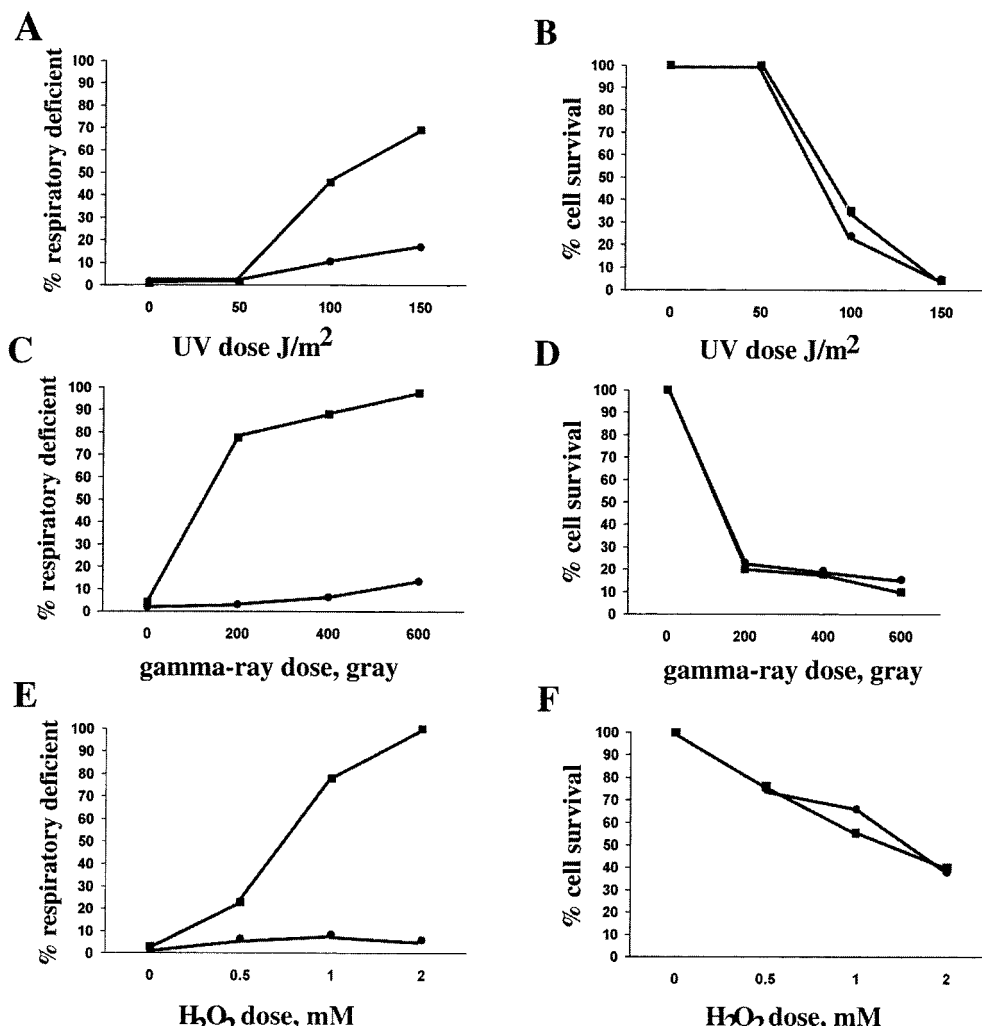 A
% respiratory deficient
100
90
80
70
60
50
40
30
20
10
0
0 50 100 150
UV dose J/m²
B
% cell survival
100
90
80
70
60
50
40
30
20
10
0
0 50 100 150
UV dose J/m²
C
% respiratory deficient
100
90
80
70
60
50
40
30
20
10
0
0 200 400 600
gamma-ray dose, gray
D
% cell survival
100
90
80
70
60
50
40
30
20
10
0
0 200 400 600
gamma-ray dose, gray
E
% respiratory deficient
100
90
80
70
60
50
40
30
20
10
0
0 0.5 1 2
H₂O₂ dose, mM
F
% cell survival
100
90
80
70
60
50
40
30
20
10
0
0 0.5 1 2
H₂O₂ dose, mM